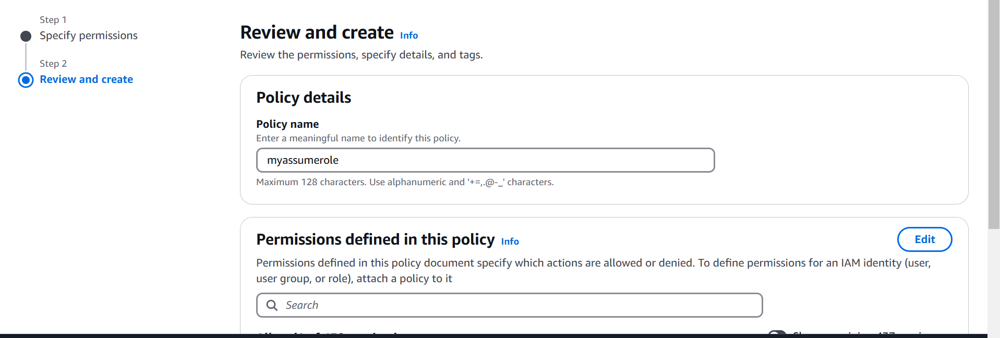 Step 1
Specify permissions
Step 2
Review and create
Review and create Info
Review the permissions, specify details, and tags.
Policy details
Policy name
Enter a meaningful name to identify this policy.
myassumerole
Maximum 128 characters. Use alphanumeric and '+=,.@-_' characters.
Permissions defined in this policy Info
Edit
Permissions defined in this policy document specify which actions are allowed or denied. To define permissions for an IAM identity (user,
user group, or role), attach a policy to it
Search